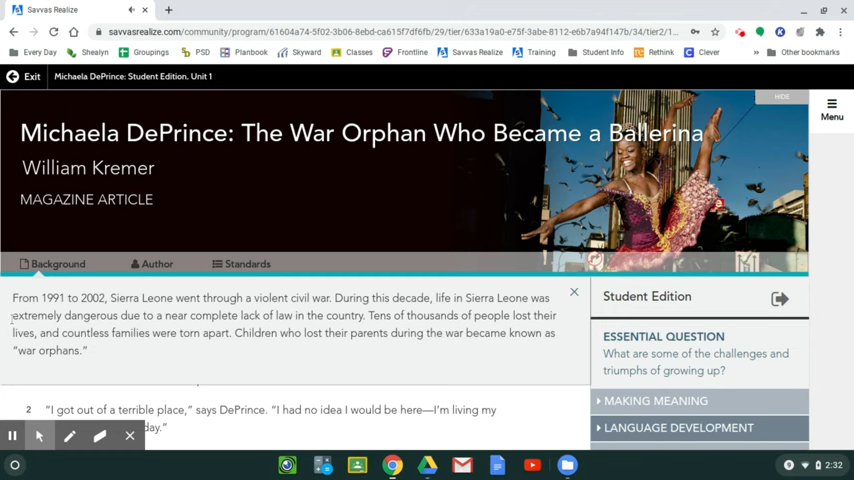 Savvas Realize
savvasrealize.com/community/program/61604a74-5f02-3b06-8ebd-ca615f7d6fb/29/tier/633a19a0-e75f-3abe-8112-e6b7a94f147b/34/tier2/1...
Every Day Shealyn Groupings PSD Planbook Skyward Classes Frontline Savvas Realize Training Student Info Rethink Clever Other bookmarks
Exit Michaela DePrince: Student Edition. Unit 1
HIDE
Menu
Michaela DePrince: The War Orphan Who Became a Ballerina
William Kremer
MAGAZINE ARTICLE
Background Author Standards
From 1991 to 2002, Sierra Leone went through a violent civil war. During this decade, life in Sierra Leone was
extremely dangerous due to a near complete lack of law in the country. Tens of thousands of people lost their
lives, and countless families were torn apart. Children who lost their parents during the war became known as
“war orphans.”
Student Edition
ESSENTIAL QUESTION
What are some of the challenges and
triumphs of growing up?
MAKING MEANING
LANGUAGE DEVELOPMENT
2 “I got out of a terrible place,” says DePrince. “I had no idea I would be here—I’m living my
day.”
2:32